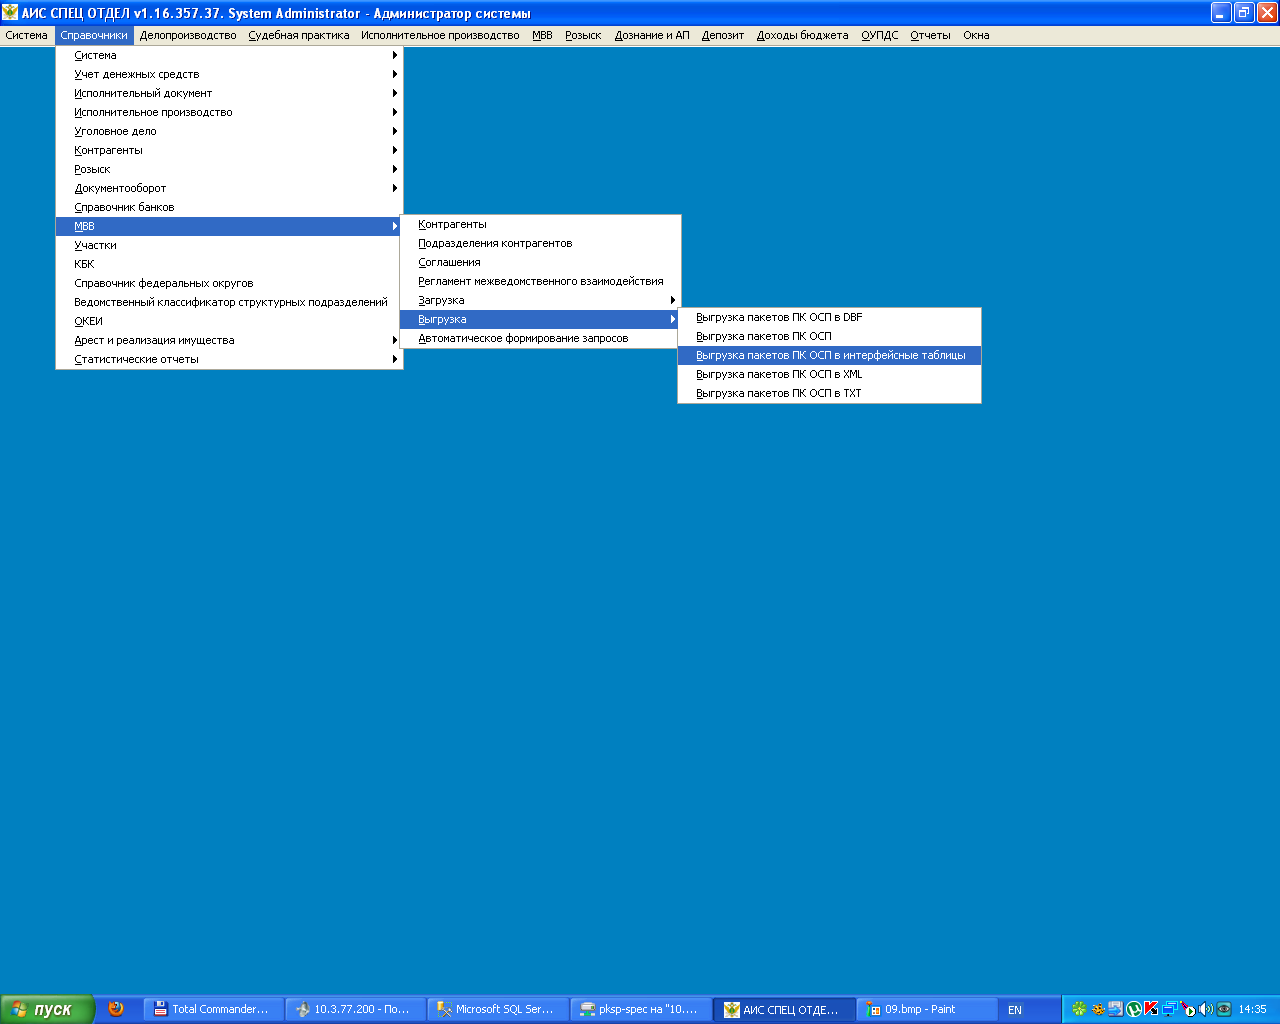 АИС СПЕЦ ОТДЕЛ v1.16.357.37. System Administrator - Администратор системы
Система Справочники Делопроизводство Судебная практика Исполнительное производство МВВ Розыск Дознание и АП Депозит Доходы бюджета ОУПДС Отчеты Окна
Система
Учет денежных средств
Исполнительный документ
Исполнительное производство
Уголовное дело
Контрагенты
Розыск
Документооборот
Справочник банков
МВВ
Участки
КБК
Справочник федеральных округов
Ведомственный классификатор структурных подразделений
ОКЕИ
Арест и реализация имущества
Статистические отчеты
Контрагенты
Подразделения контрагентов
Соглашения
Регламент межведомственного взаимодействия
Загрузка
Выгрузка
Автоматическое формирование запросов
Выгрузка пакетов ПК ОСП в DBF
Выгрузка пакетов ПК ОСП
Выгрузка пакетов ПК ОСП в интерфейсные таблицы
Выгрузка пакетов ПК ОСП в XML
Выгрузка пакетов ПК ОСП в TXT
пуск Total Commander... 10.3.77.200 - По... Microsoft SQL Ser... pksp-spec на "10.... АИС СПЕЦ ОТДЕ... 09.bmp - Paint EN 14:35